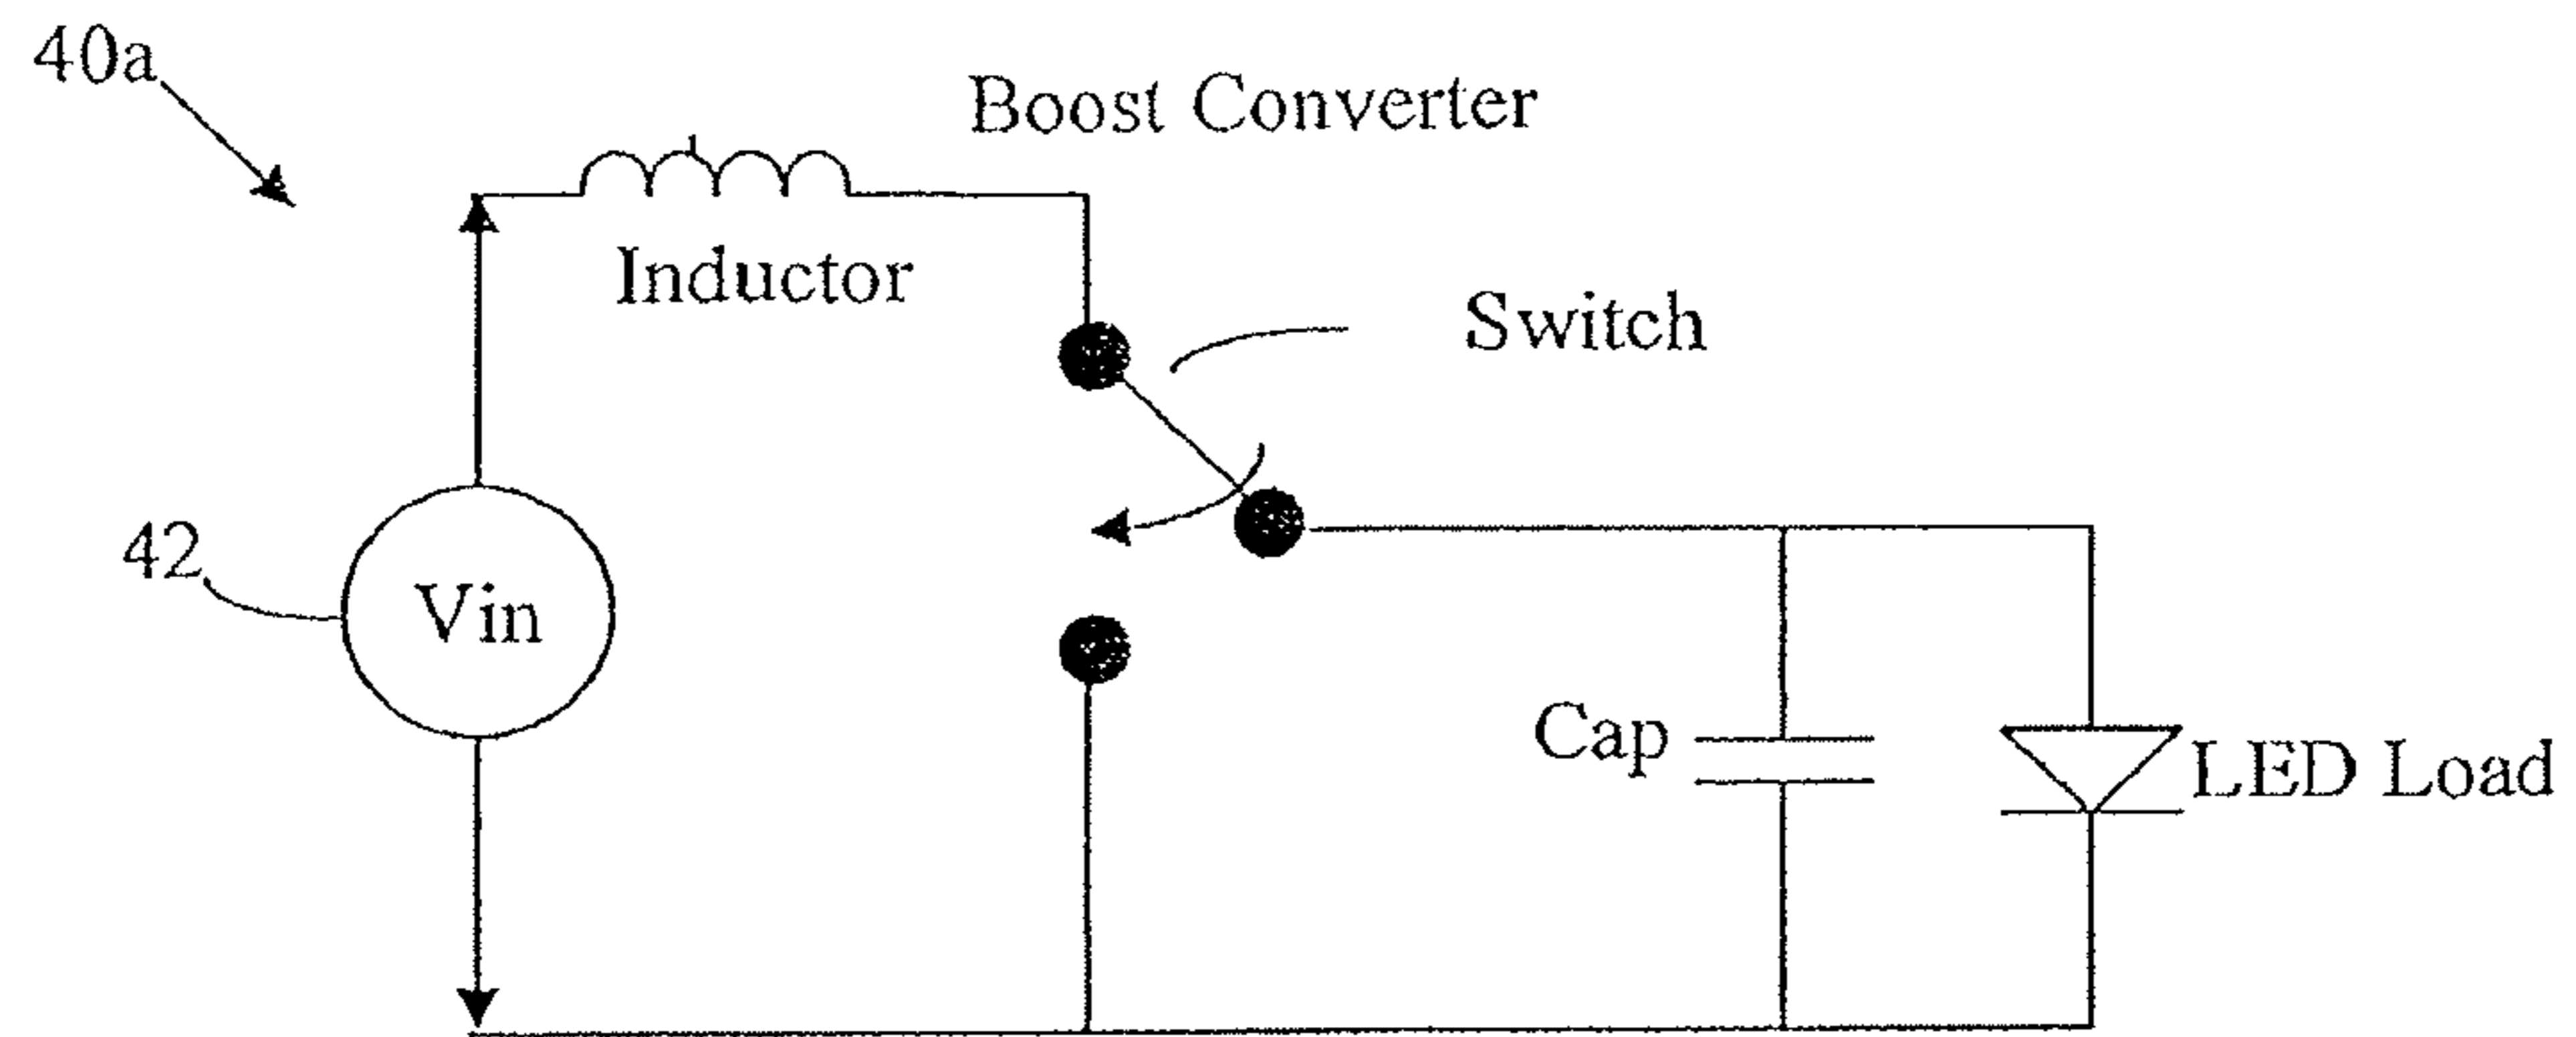 40a
Boost Converter
Inductor
Switch
42
Vin
Cap
LED Load